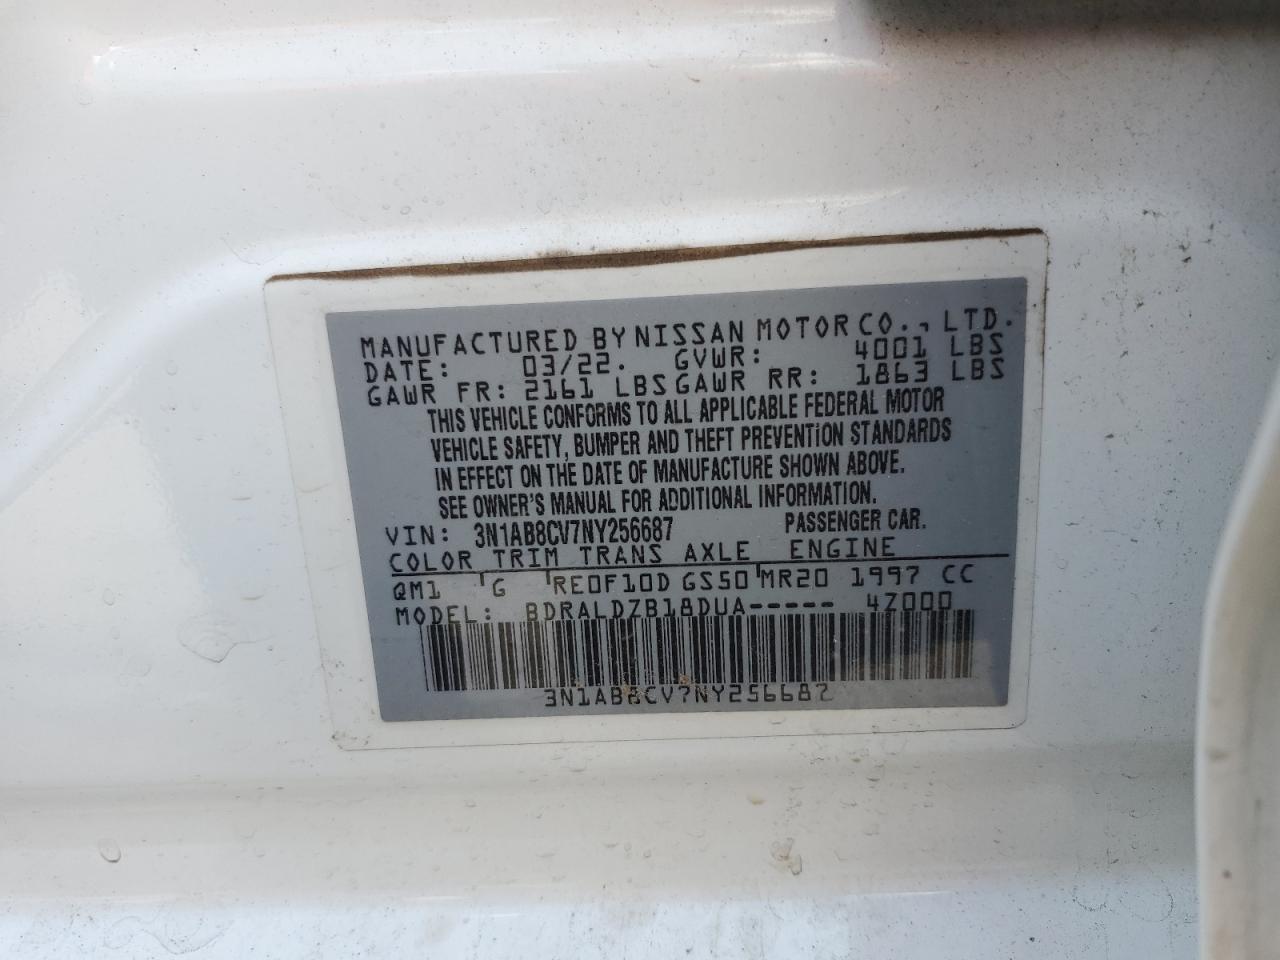 MANUFACTURED BY NISSAN MOTOR CO., LTD.
DATE: 03/22. GVWR: 4001 LBS
GAWR FR: 2161 LBS GAWR RR: 1863 LBS
THIS VEHICLE CONFORMS TO ALL APPLICABLE FEDERAL MOTOR
VEHICLE SAFETY, BUMPER AND THEFT PREVENTION STANDARDS
IN EFFECT ON THE DATE OF MANUFACTURE SHOWN ABOVE.
SEE OWNER'S MANUAL FOR ADDITIONAL INFORMATION.
VIN: 3N1AB8CV7NY256687 PASSENGER CAR.
COLOR TRIM TRANS AXLE ENGINE
QM1 G RE0F10D GS50 MR20 1997 CC
MODEL: BDRALDZB18DUA----- 4Z000
3N1AB8CV7NY256687